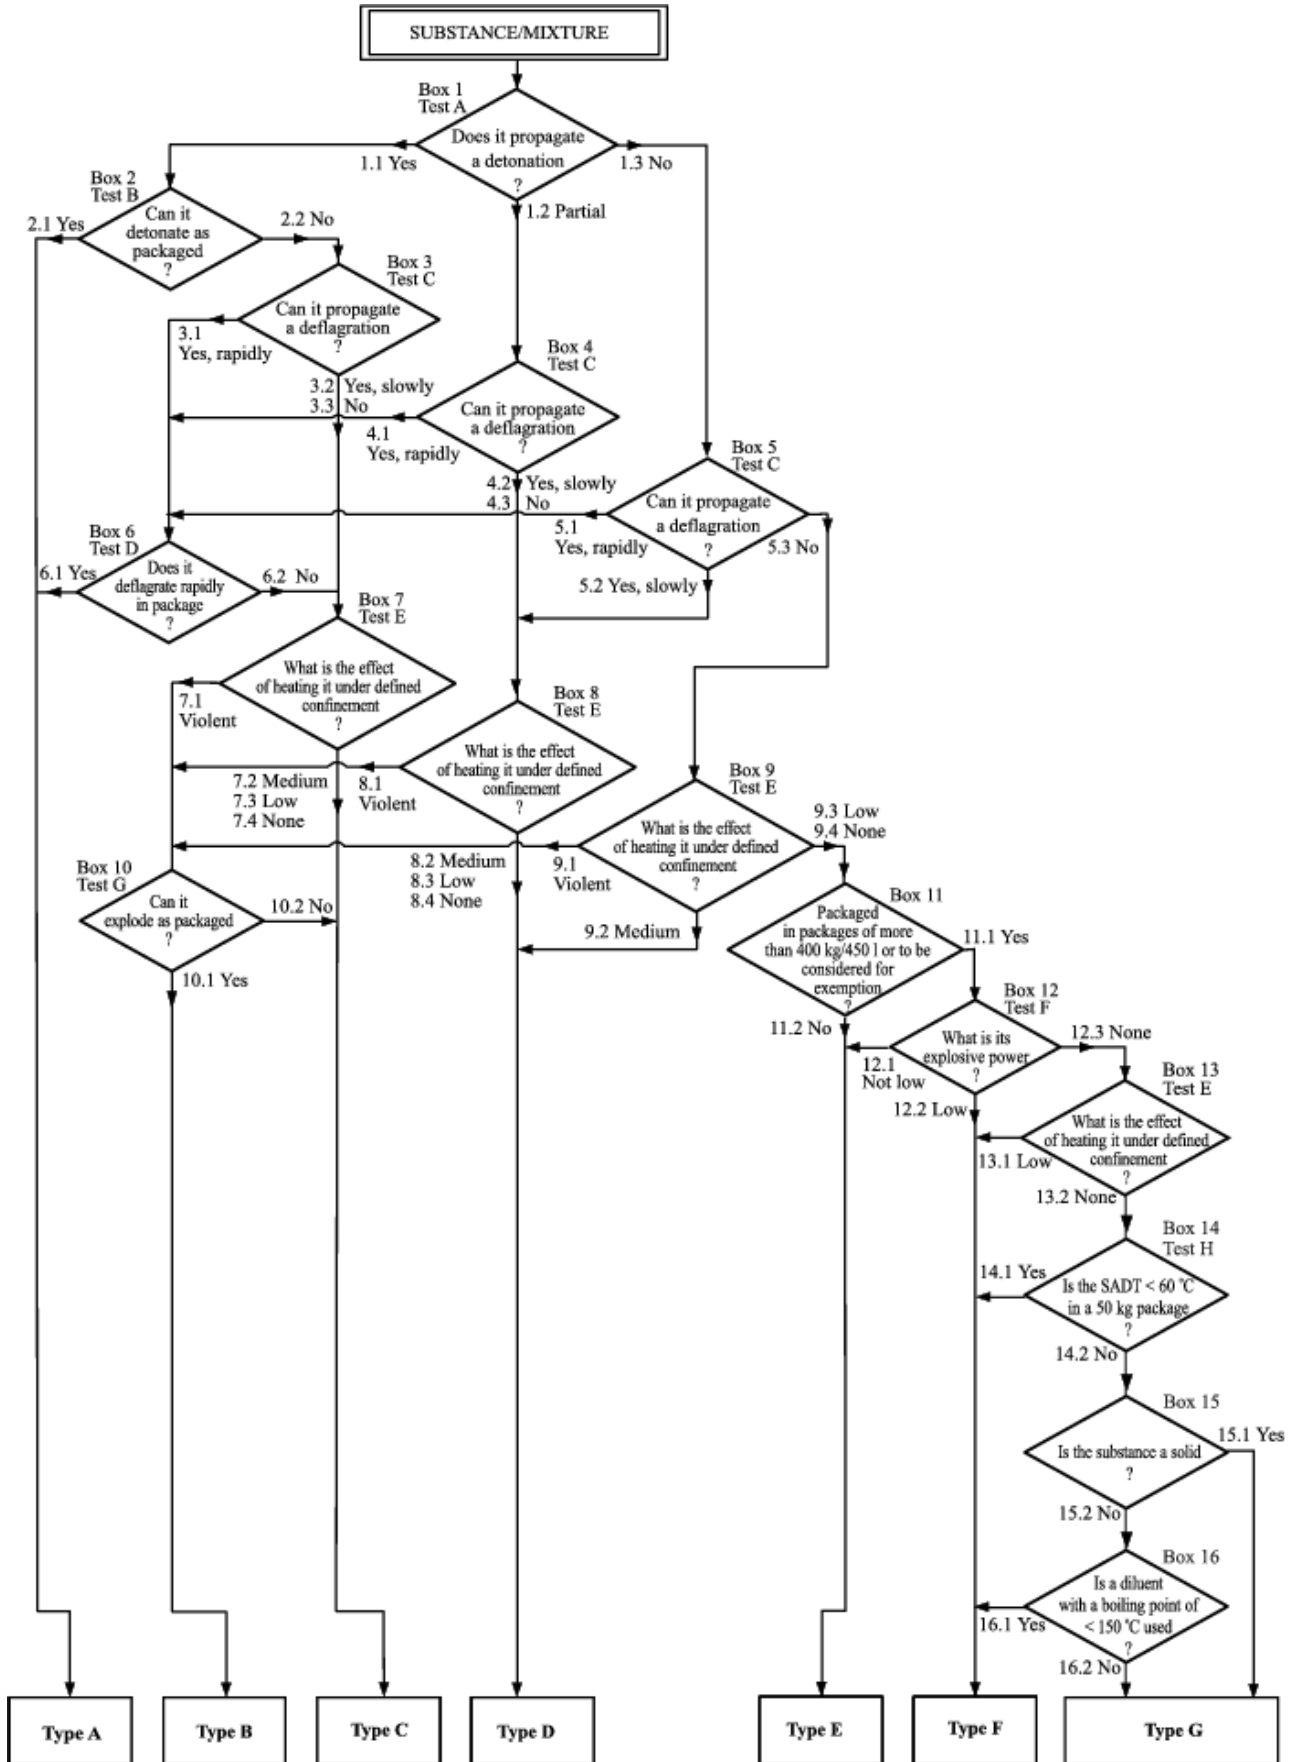 SUBSTANCE/MIXTURE
Box 1
Test A
Does it propagate
a detonation
?
1.1 Yes
1.3 No
1.2 Partial
Box 2
Test B
Can it
detonate as
packaged
?
2.1 Yes
2.2 No
Box 3
Test C
Can it propagate
a deflagration
?
3.1
Yes, rapidly
3.2 Yes, slowly
3.3 No
Box 4
Test C
Can it propagate
a deflagration
?
4.1
Yes, rapidly
4.2 Yes, slowly
4.3 No
Box 5
Test C
Can it propagate
a deflagration
?
5.1
Yes, rapidly
5.3 No
5.2 Yes, slowly
Box 6
Test D
Does it
deflagrate rapidly
in package
?
6.1 Yes
6.2 No
Box 7
Test E
What is the effect
of heating it under defined
confinement
?
7.1
Violent
7.2 Medium
7.3 Low
7.4 None
Box 8
Test E
What is the effect
of heating it under defined
confinement
?
8.1
Violent
8.2 Medium
8.3 Low
8.4 None
Box 9
Test E
What is the effect
of heating it under defined
confinement
?
9.1
Violent
9.3 Low
9.4 None
9.2 Medium
Box 10
Test G
Can it
explode as packaged
?
10.2 No
10.1 Yes
Box 11
Packaged
in packages of more
than 400 kg/450 l or to be
considered for
exemption
?
11.1 Yes
11.2 No
Box 12
Test F
What is its
explosive power
?
12.1
Not low
12.3 None
12.2 Low
Box 13
Test E
What is the effect
of heating it under defined
confinement
?
13.1 Low
13.2 None
Box 14
Test H
Is the SADT < 60 °C
in a 50 kg package
?
14.1 Yes
14.2 No
Box 15
Is the substance a solid
?
15.1 Yes
15.2 No
Box 16
Is a diluent
with a boiling point of
< 150 °C used
?
16.1 Yes
16.2 No
Type A
Type B
Type C
Type D
Type E
Type F
Type G